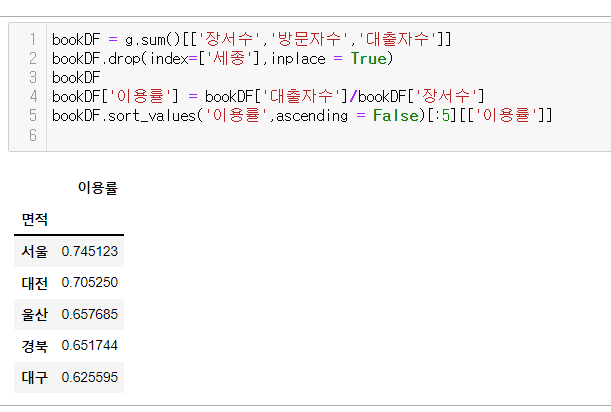 1 bookDF = g.sum()[['장서수','방문자수','대출자수']]
2 bookDF.drop(index=['세종'],inplace = True)
3 bookDF
4 bookDF['이용률'] = bookDF['대출자수']/bookDF['장서수']
5 bookDF.sort_values('이용률',ascending = False)[:5][['이용률']]
6
이용률
면적
서울 0.745123
대전 0.705250
울산 0.657685
경북 0.651744
대구 0.625595